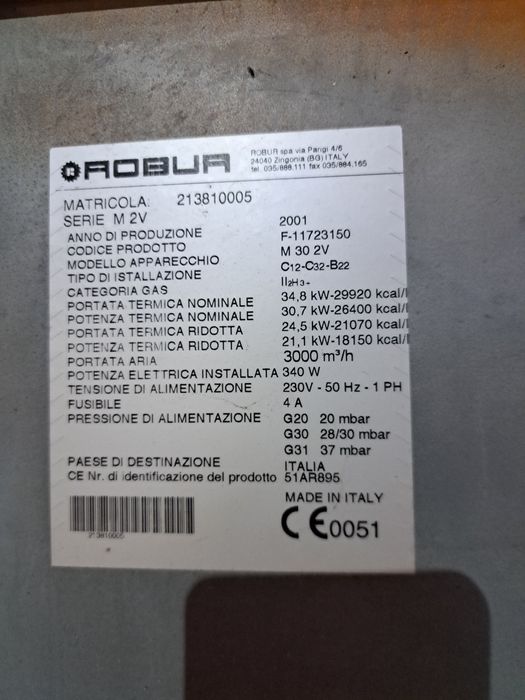 ROBUR
ROBUR spa via Parigi 4/6
24040 Zingonia (BG) ITALY
tel. 035/888.111 fax 035/884.165
MATRICOLA: 213810005
SERIE M 2V
ANNO DI PRODUZIONE 2001
CODICE PRODOTTO F-11723150
MODELLO APPARECCHIO M 30 2V
TIPO DI ISTALLAZIONE C12-C32-B22
CATEGORIA GAS II2H3+
PORTATA TERMICA NOMINALE 34,8 kW-29920 kcal/
POTENZA TERMICA NOMINALE 30,7 kW-26400 kcal/
PORTATA TERMICA RIDOTTA 24,5 kW-21070 kcal/
POTENZA TERMICA RIDOTTA 21,1 kW-18150 kcal/
PORTATA ARIA 3000 m³/h
POTENZA ELETTRICA INSTALLATA 340 W
TENSIONE DI ALIMENTAZIONE 230V - 50 Hz - 1 PH
FUSIBILE 4 A
PRESSIONE DI ALIMENTAZIONE G20 20 mbar
G30 28/30 mbar
G31 37 mbar
PAESE DI DESTINAZIONE ITALIA
CE Nr. di identificazione del prodotto 51AR895
MADE IN ITALY
CE0051
213810005